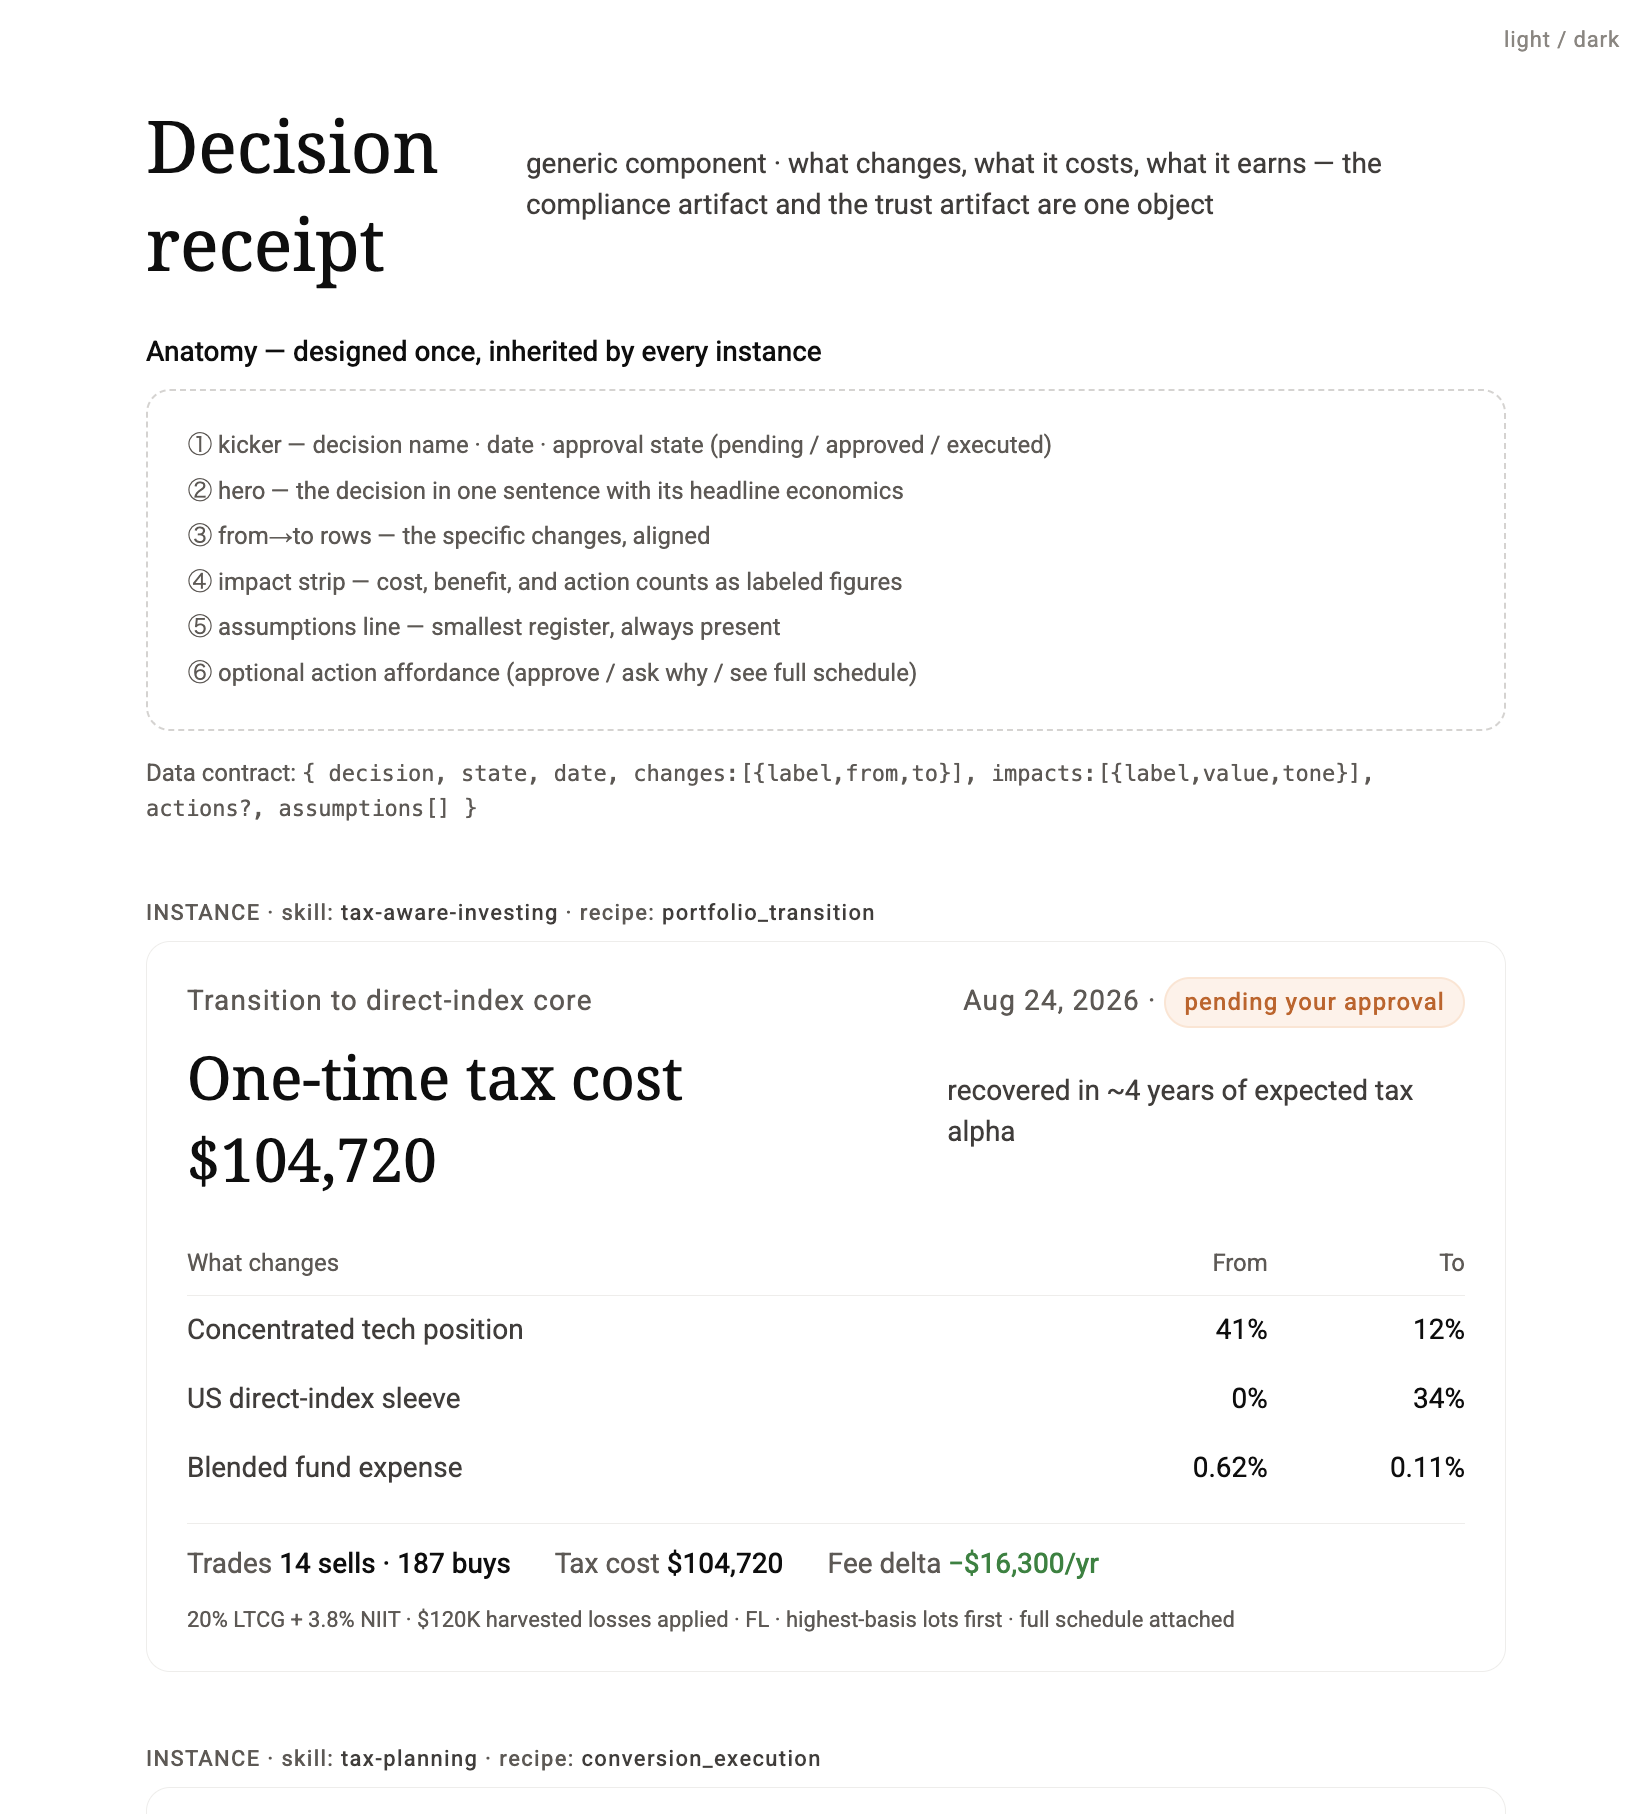 light / dark
Decision
receipt
generic component · what changes, what it costs, what it earns — the
compliance artifact and the trust artifact are one object
Anatomy — designed once, inherited by every instance
① kicker — decision name · date · approval state (pending / approved / executed)
② hero — the decision in one sentence with its headline economics
③ from→to rows — the specific changes, aligned
④ impact strip — cost, benefit, and action counts as labeled figures
⑤ assumptions line — smallest register, always present
⑥ optional action affordance (approve / ask why / see full schedule)
Data contract: { decision, state, date, changes:[{label,from,to}], impacts:[{label,value,tone}],
actions?, assumptions[] }
INSTANCE · skill: tax-aware-investing · recipe: portfolio_transition
Transition to direct-index core
Aug 24, 2026 · pending your approval
One-time tax cost
$104,720
recovered in ~4 years of expected tax
alpha
What changes From To
Concentrated tech position 41% 12%
US direct-index sleeve 0% 34%
Blended fund expense 0.62% 0.11%
Trades 14 sells · 187 buys Tax cost $104,720 Fee delta −$16,300/yr
20% LTCG + 3.8% NIIT · $120K harvested losses applied · FL · highest-basis lots first · full schedule attached
INSTANCE · skill: tax-planning · recipe: conversion_execution